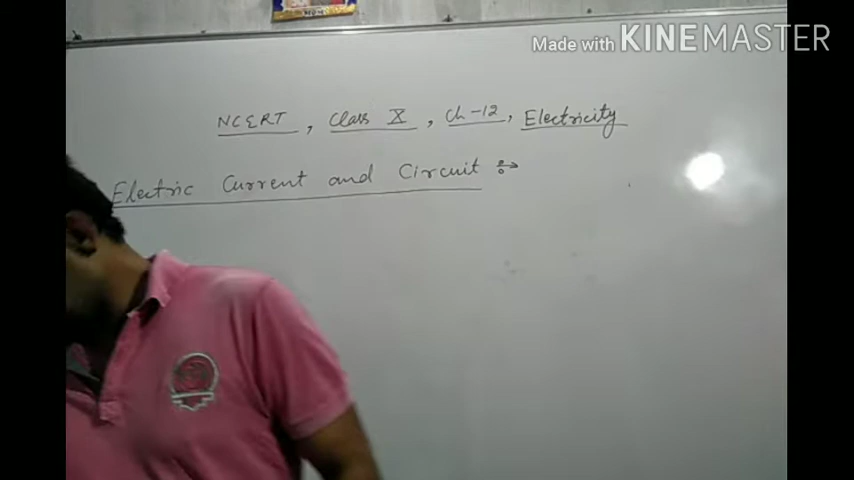 Made with KINEMASTER
NCERT, Class X, Ch-12, Electricity
Electric Current and Circuit